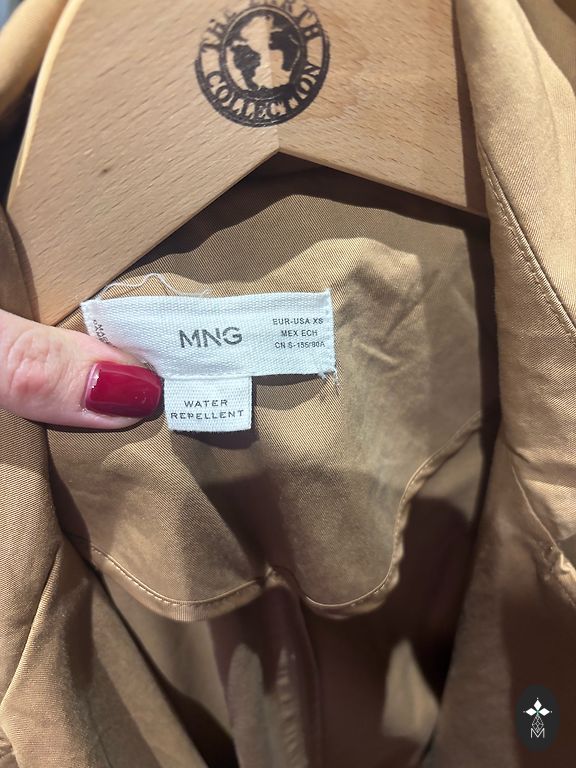 THE EARTH
COLLECTION
MNG
EUR-USA XS
MEX ECH
CN S-155/80A
WATER
REPELLENT
M